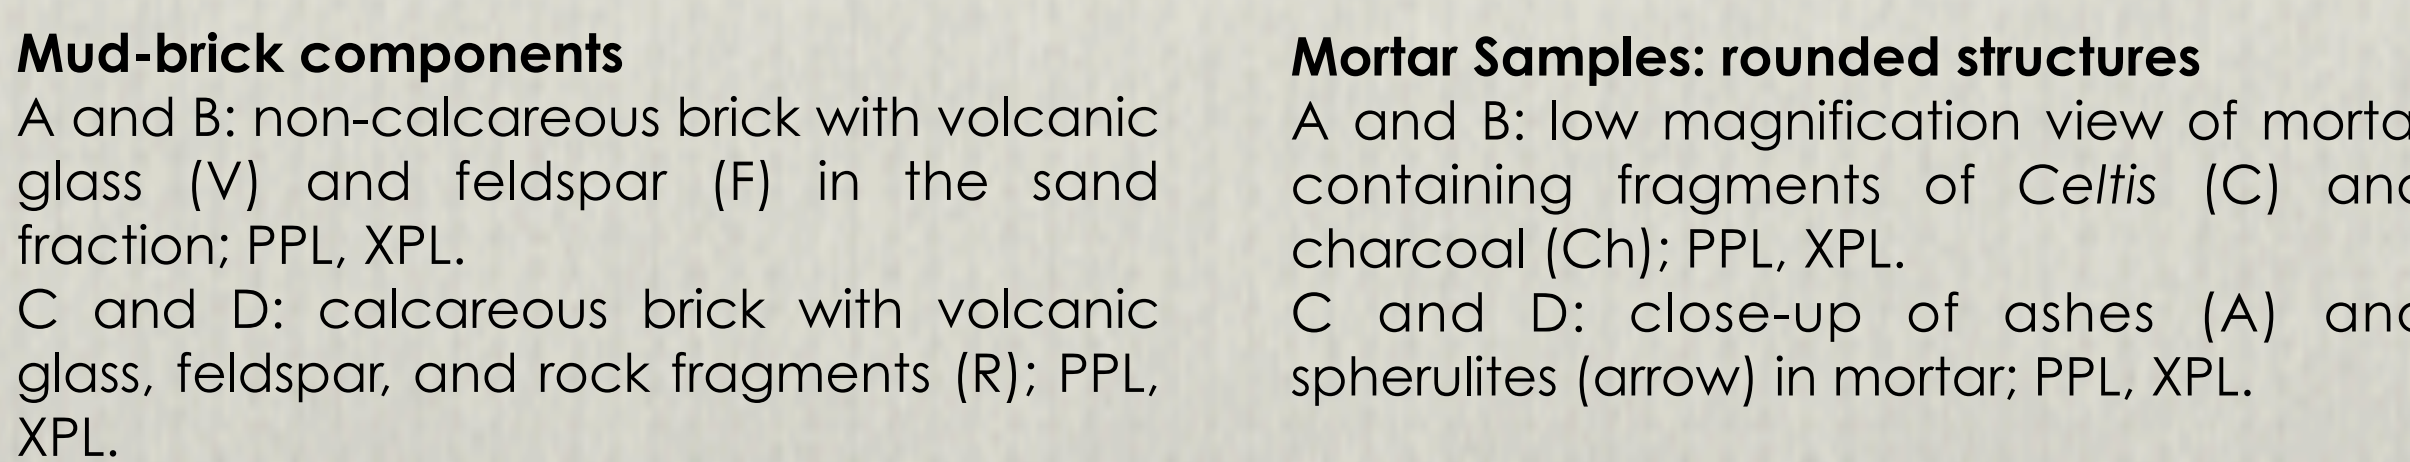 Mud-brick components
A and B: non-calcareous brick with volcanic
glass (V) and feldspar (F) in the sand
fraction; PPL, XPL.
C and D: calcareous brick with volcanic
glass, feldspar, and rock fragments (R); PPL,
XPL.
Mortar Samples: rounded structures
A and B: low magnification view of morta
containing fragments of Celtis (C) and
charcoal (Ch); PPL, XPL.
C and D: close-up of ashes (A) and
spherulites (arrow) in mortar; PPL, XPL.